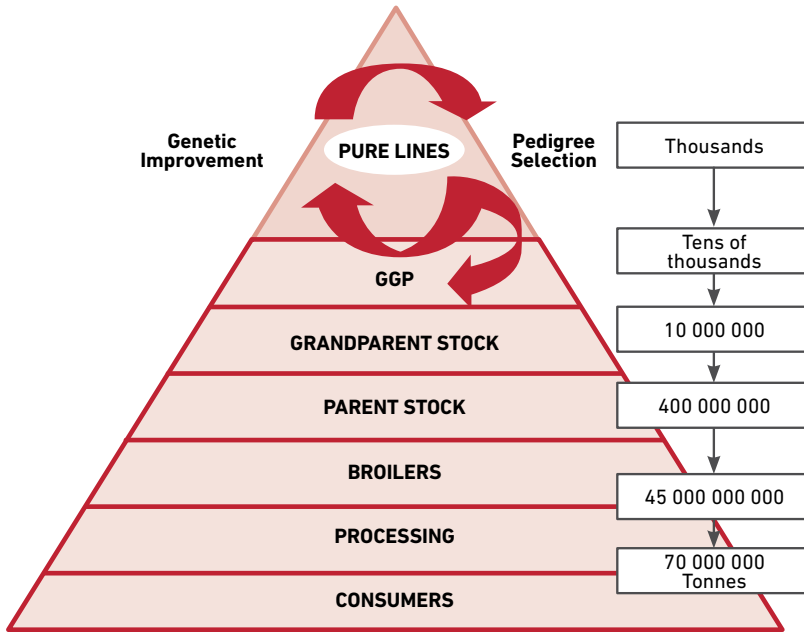 Genetic
Improvement
PURE LINES
Pedigree
Selection
Thousands
Tens of
thousands
GGP
10 000 000
GRANDPARENT STOCK
400 000 000
PARENT STOCK
BROILERS
45 000 000 000
PROCESSING
70 000 000
Tonnes
CONSUMERS